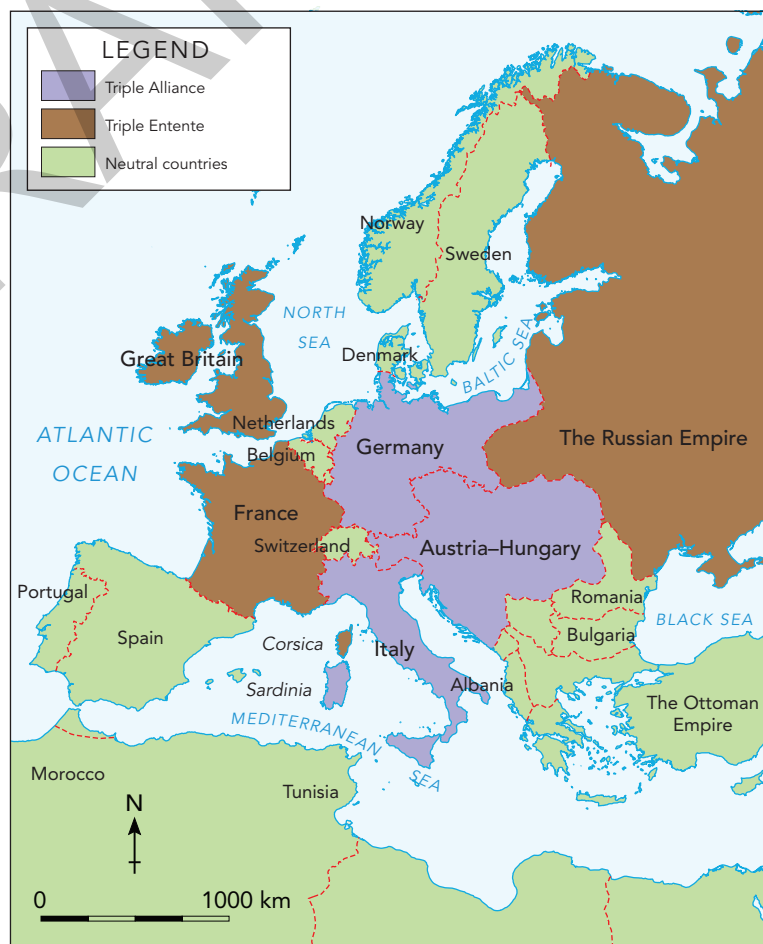 LEGEND
Triple Alliance
Triple Entente
Neutral countries
Norway
Sweden
NORTH
SEA
Denmark
BALTIC SEA
Great Britain
Netherlands
Belgium
Germany
The Russian Empire
ATLANTIC
OCEAN
France
Switzerland
Austria–Hungary
Portugal
Spain
Romania
Bulgaria
BLACK SEA
Corsica
Italy
Sardinia
Albania
The Ottoman
Empire
MEDITERRANEAN
SEA
Morocco
Tunisia
N
0 1000 km